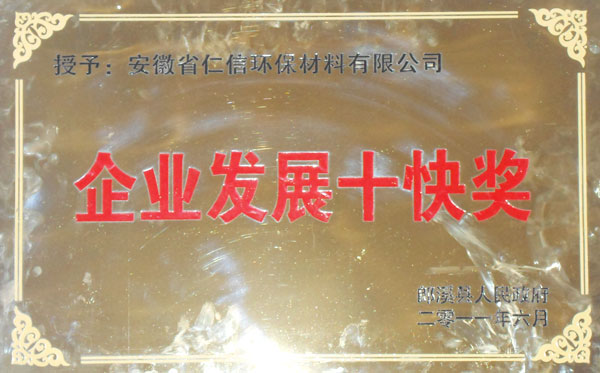 授予：安徽省仁信环保材料有限公司
企业发展十快奖
郎溪县人民政府
二零一一年六月